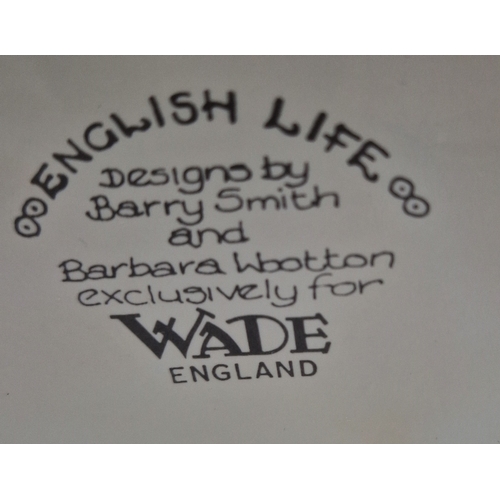 ENGLISH LIFE
Designs by
Barry Smith
and
Barbara Wootton
exclusively for
WADE
ENGLAND